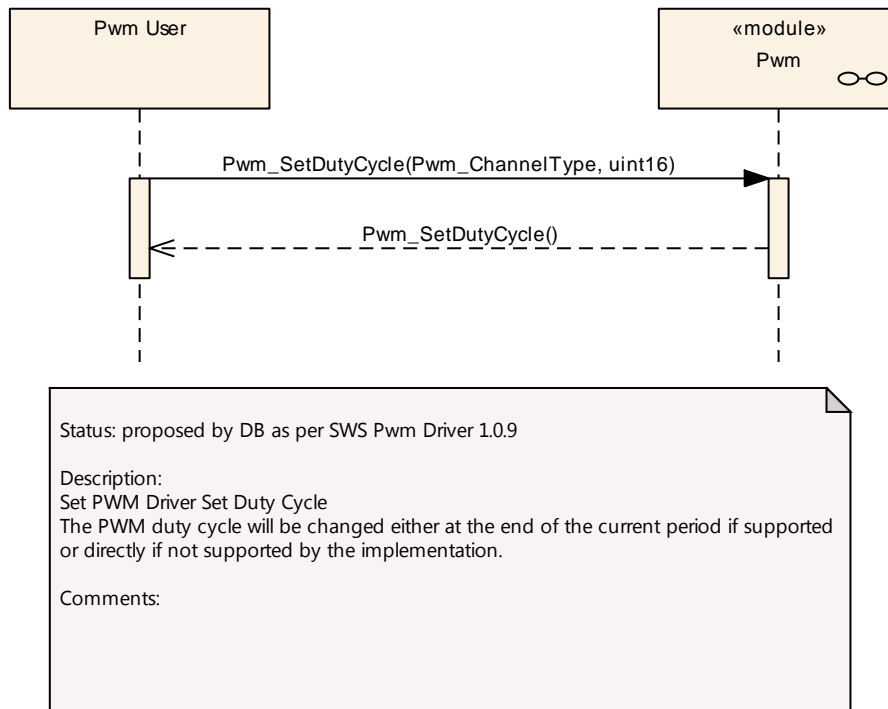 Pwm User
«module»
Pwm
Pwm_SetDutyCycle(Pwm_ChannelType, uint16)
Pwm_SetDutyCycle()
Status: proposed by DB as per SWS Pwm Driver 1.0.9
Description:
Set PWM Driver Set Duty Cycle
The PWM duty cycle will be changed either at the end of the current period if supported
or directly if not supported by the implementation.
Comments: